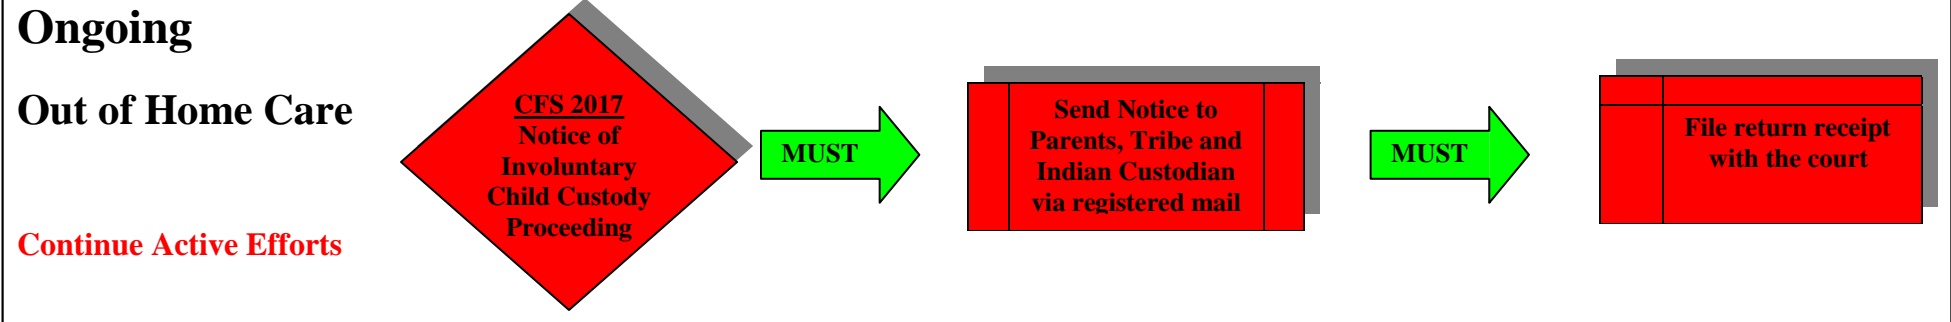 Ongoing
Out of Home Care
Continue Active Efforts
CFS 2017
Notice of
Involuntary
Child Custody
Proceeding
MUST
Send Notice to
Parents, Tribe and
Indian Custodian
via registered mail
MUST
File return receipt
with the court